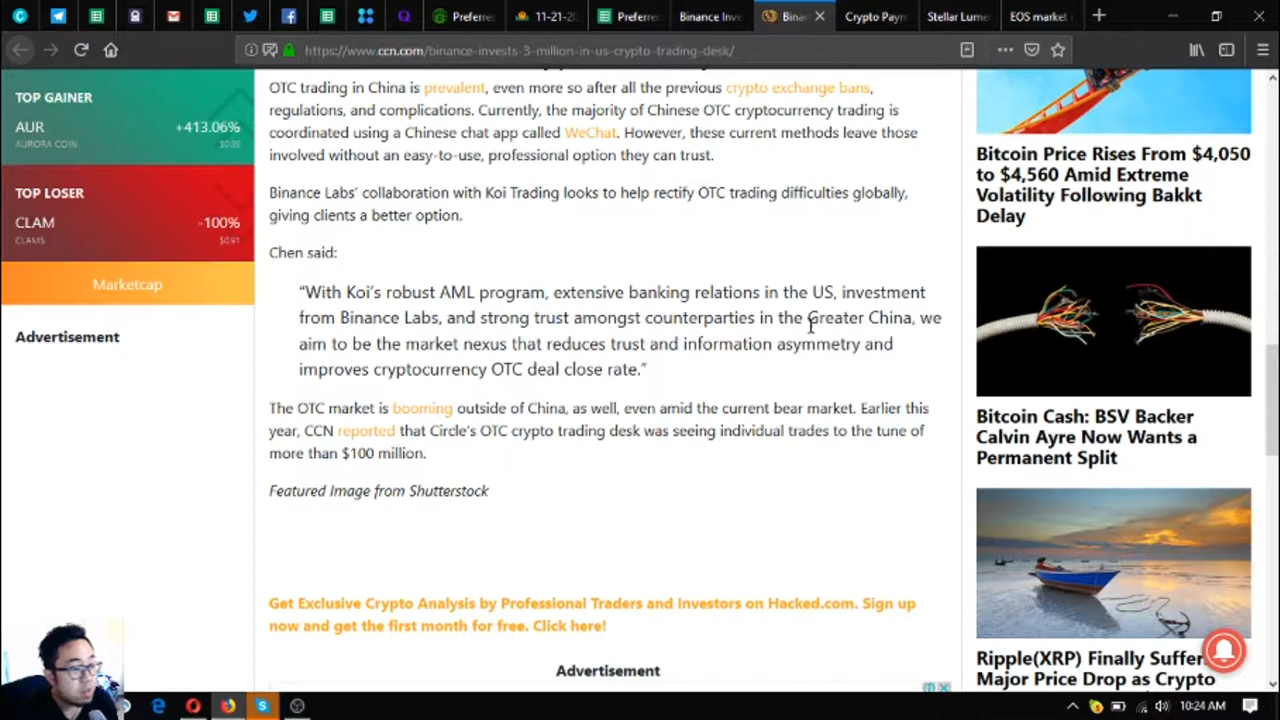 Preferre
11-21-2
Preferre
Binance Inve
Bina
Crypto Paym
Stellar Lume
EOS market
https://www.ccn.com/binance-invests-3-million-in-us-crypto-trading-desk/
TOP GAINER
AUR +413.06%
AURORA COIN
TOP LOSER
CLAM -100%
CLAMS $0.91
Marketcap
Advertisement
OTC trading in China is prevalent, even more so after all the previous crypto exchange bans,
regulations, and complications. Currently, the majority of Chinese OTC cryptocurrency trading is
coordinated using a Chinese chat app called WeChat. However, these current methods leave those
involved without an easy-to-use, professional option they can trust.
Binance Labs’ collaboration with Koi Trading looks to help rectify OTC trading difficulties globally,
giving clients a better option.
Chen said:
“With Koi’s robust AML program, extensive banking relations in the US, investment
from Binance Labs, and strong trust amongst counterparties in the Greater China, we
aim to be the market nexus that reduces trust and information asymmetry and
improves cryptocurrency OTC deal close rate.”
The OTC market is booming outside of China, as well, even amid the current bear market. Earlier this
year, CCN reported that Circle’s OTC crypto trading desk was seeing individual trades to the tune of
more than $100 million.
Featured Image from Shutterstock
Get Exclusive Crypto Analysis by Professional Traders and Investors on Hacked.com. Sign up
now and get the first month for free. Click here!
Advertisement
Bitcoin Price Rises From $4,050
to $4,560 Amid Extreme
Volatility Following Bakkt
Delay
Bitcoin Cash: BSV Backer
Calvin Ayre Now Wants a
Permanent Split
Ripple(XRP) Finally Suffer
Major Price Drop as Crypto
10:24 AM